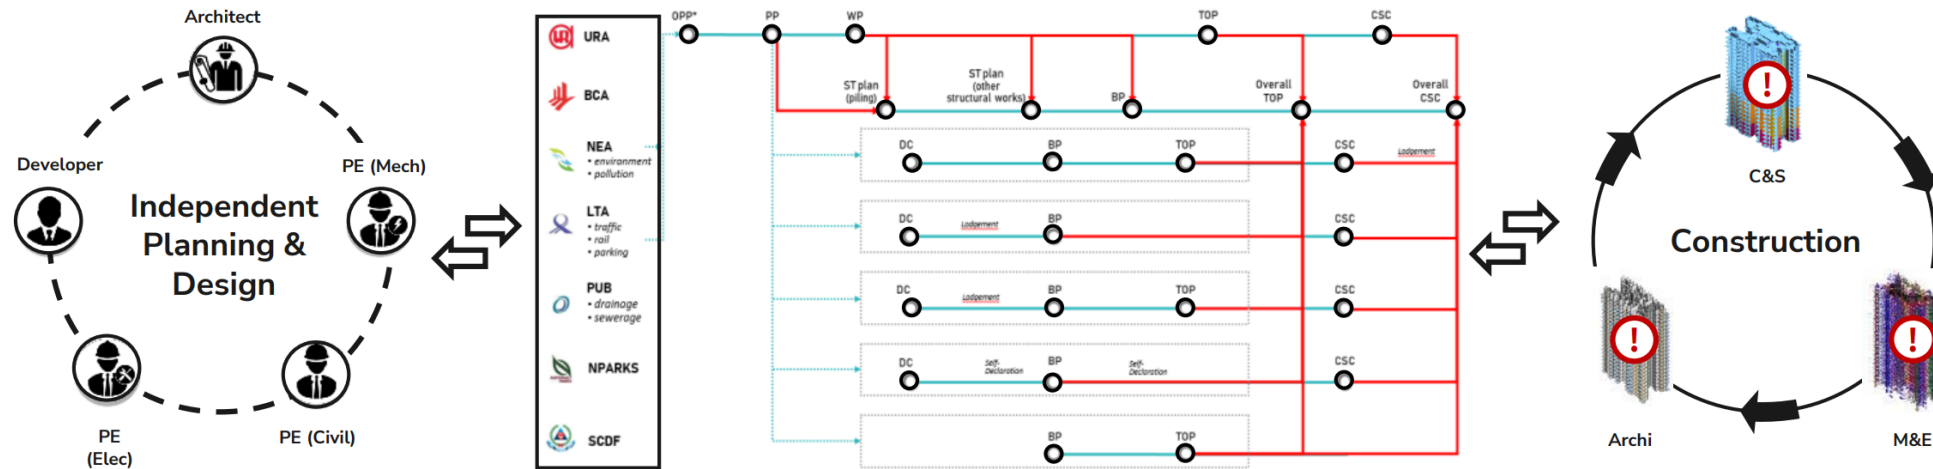 Architect
Developer
PE (Mech)
Independent
Planning &
Design
PE
(Elec)
PE (Civil)
URA
BCA
NEA
• environment
• pollution
LTA
• traffic
• rail
• parking
PUB
• drainage
• sewerage
NPARKS
SCDF
OPP*
PP
WP
TOP
CSC
ST plan
(piling)
ST plan
(other
structural works)
BP
Overall
TOP
Overall
CSC
DC
BP
TOP
CSC
Lodgement
DC
Lodgement
BP
CSC
DC
Lodgement
BP
TOP
CSC
DC
Self-
Declaration
BP
Self-
Declaration
CSC
BP
TOP
C&S
Construction
Archi
M&E